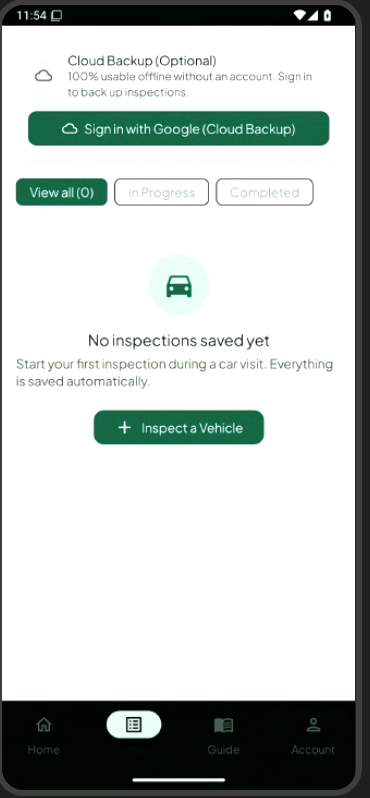 11:54
Cloud Backup (Optional)
100% usable offline without an account. Sign in
to back up inspections.
Sign in with Google (Cloud Backup)
View all (0)
In Progress
Completed
No inspections saved yet
Start your first inspection during a car visit. Everything
is saved automatically.
Inspect a Vehicle
Home
Guide
Account